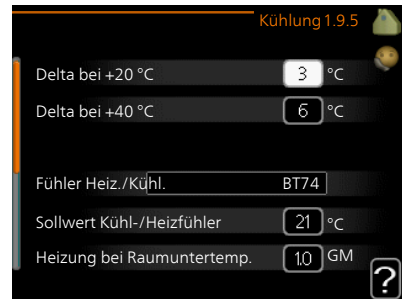 Kühlung 1.9.5
Delta bei +20 °C 3 °C
Delta bei +40 °C 6 °C
Fühler Heiz./Kühl. BT74
Sollwert Kühl-/Heizfühler 21 °C
Heizung bei Raumuntertemp. 1.0 GM
?